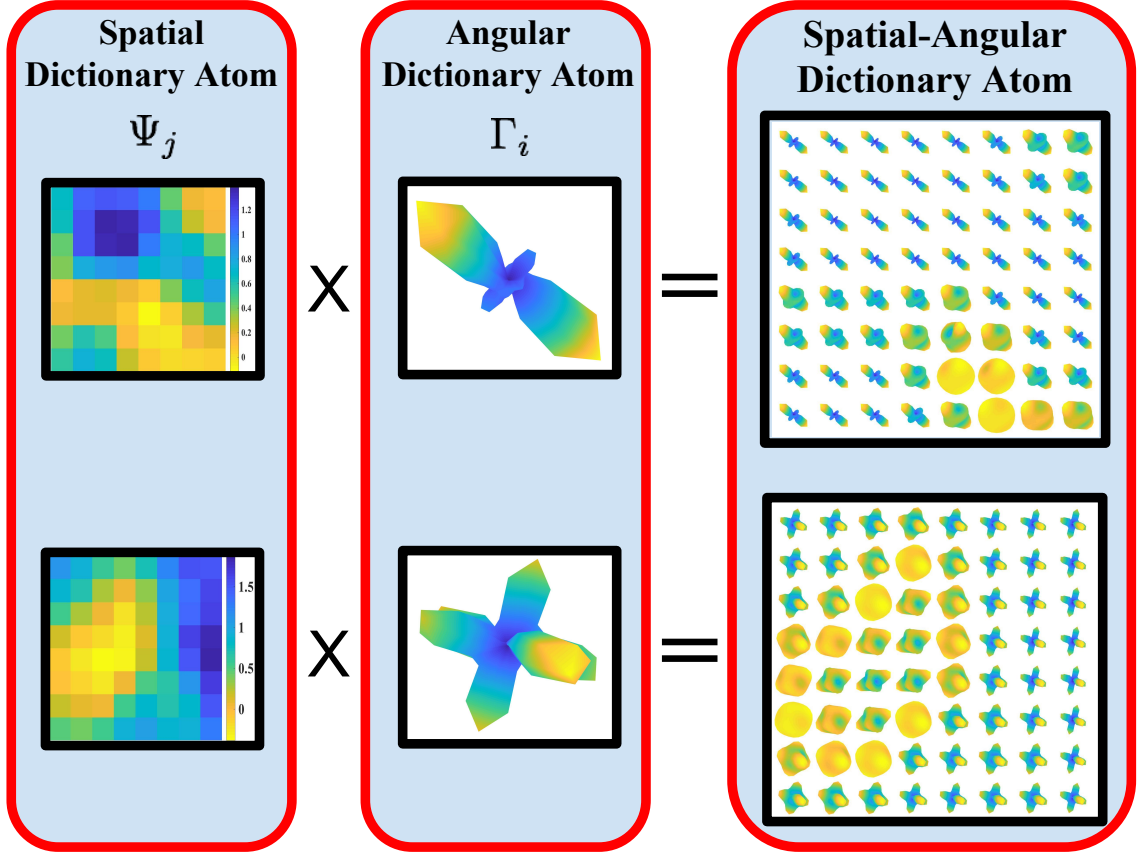 Spatial
Dictionary Atom
Ψj
Angular
Dictionary Atom
Γi
Spatial-Angular
Dictionary Atom
1.2
1
0.8
0.6
0.4
0.2
0
X
=
1.5
1
0.5
0
X
=